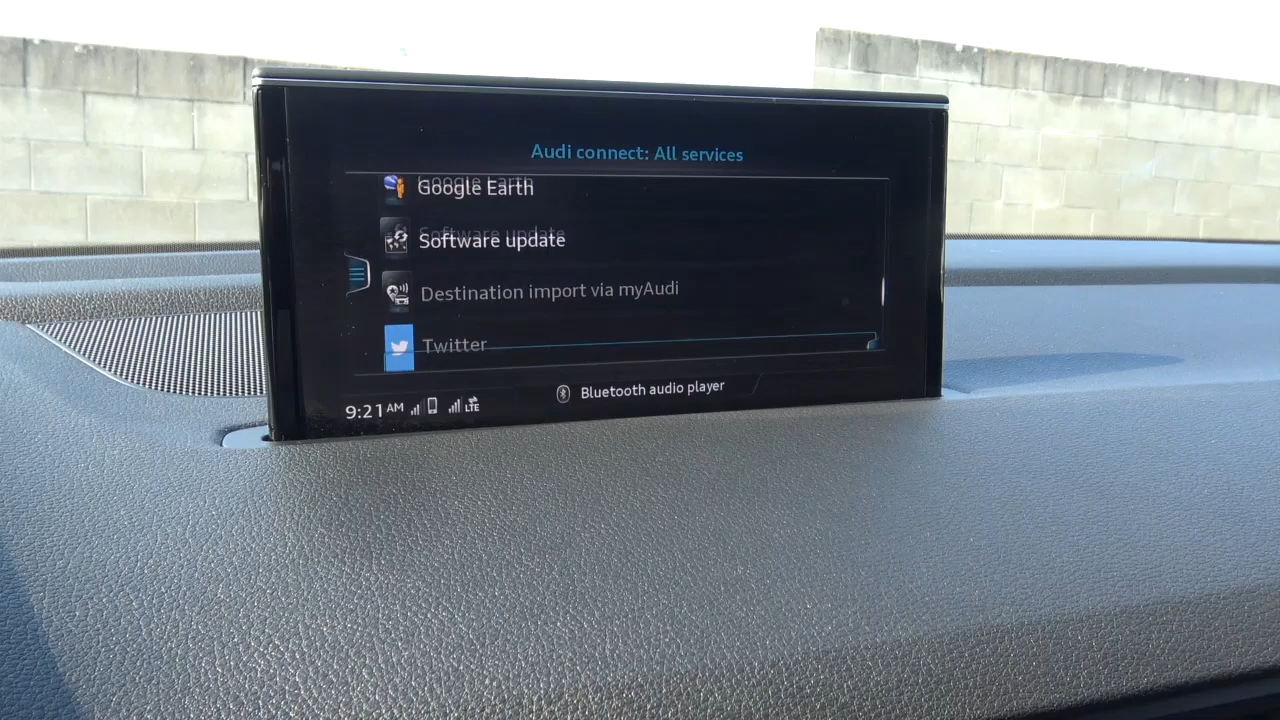 Audi connect: All services
Google Earth
Software update
Destination import via myAudi
Twitter
Bluetooth audio player
9:21 AM LTE